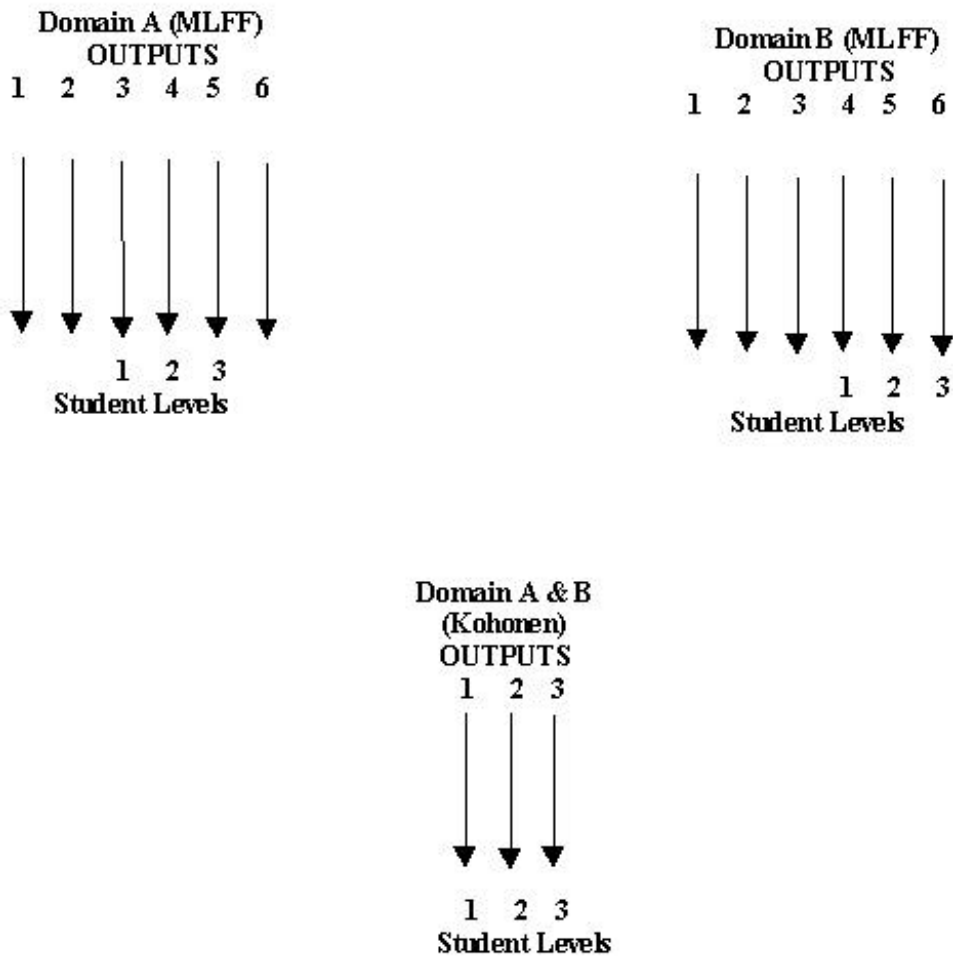 Domain A (MLFF)
OUTPUTS
1 2 3 4 5 6
1 2 3
Student Levels
Domain B (MLFF)
OUTPUTS
1 2 3 4 5 6
1 2 3
Student Levels
Domain A & B
(Kohonen)
OUTPUTS
1 2 3
1 2 3
Student Levels